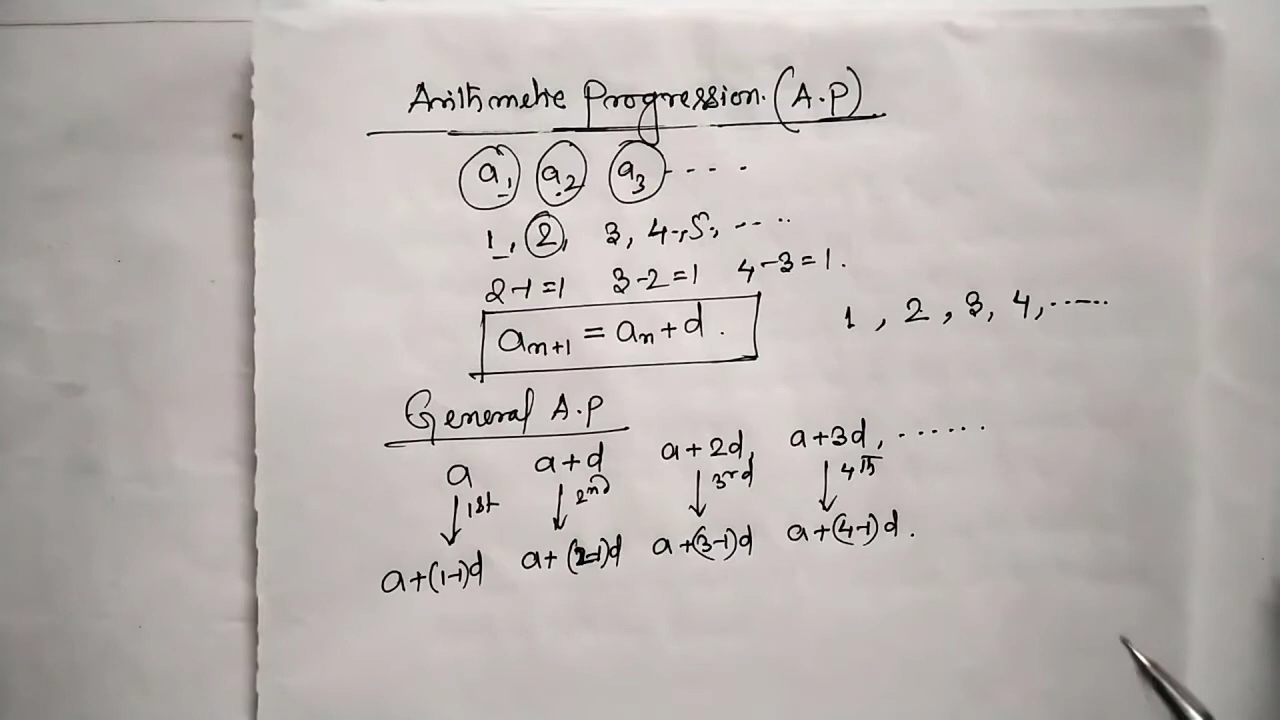 Arithmetic Progression. (A.P)
a₁ a₂ a₃ ----
1, 2, 3, 4, 5, ----
2-1=1 3-2=1 4-3=1.
aₙ₊₁ = aₙ + d.
1, 2, 3, 4, ......
General A.P
a a+d a+2d, a+3d, ......
1st 2nd 3rd 4th
a+(1-1)d a+(2-1)d a+(3-1)d a+(4-1)d.